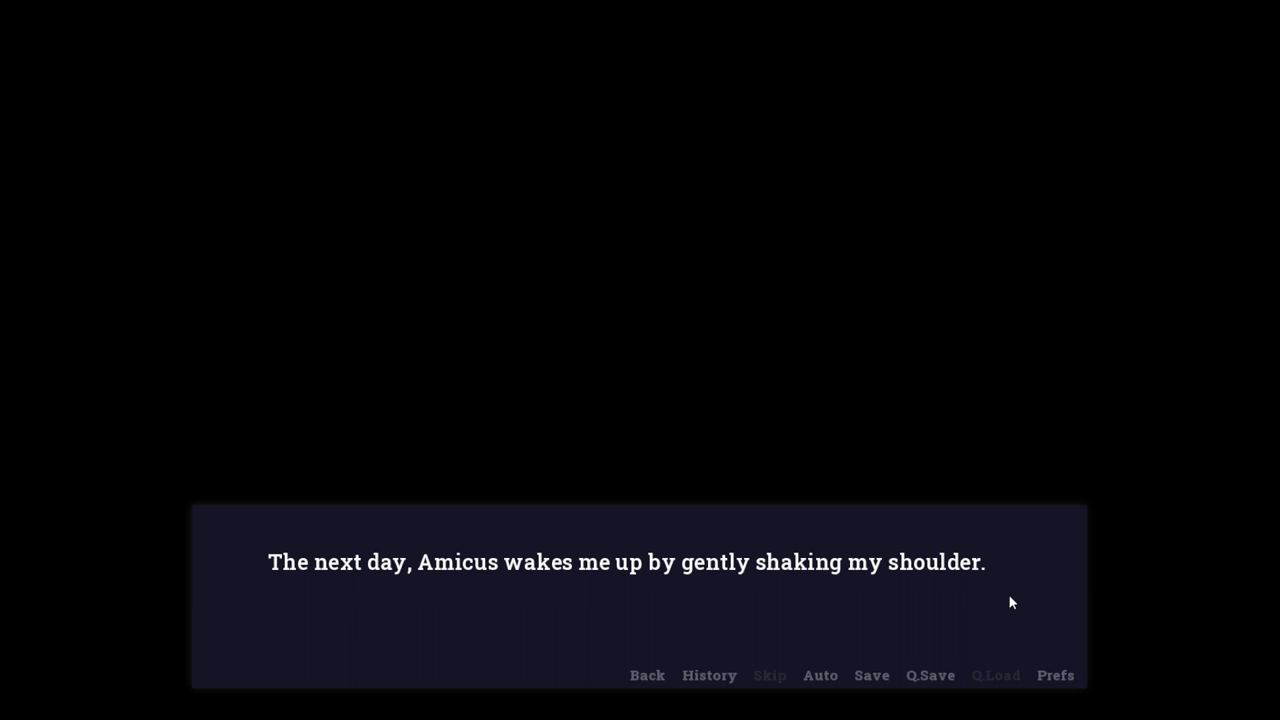 The next day, Amicus wakes me up by gently shaking my shoulder.
Back History Skip Auto Save Q.Save Q.Load Prefs